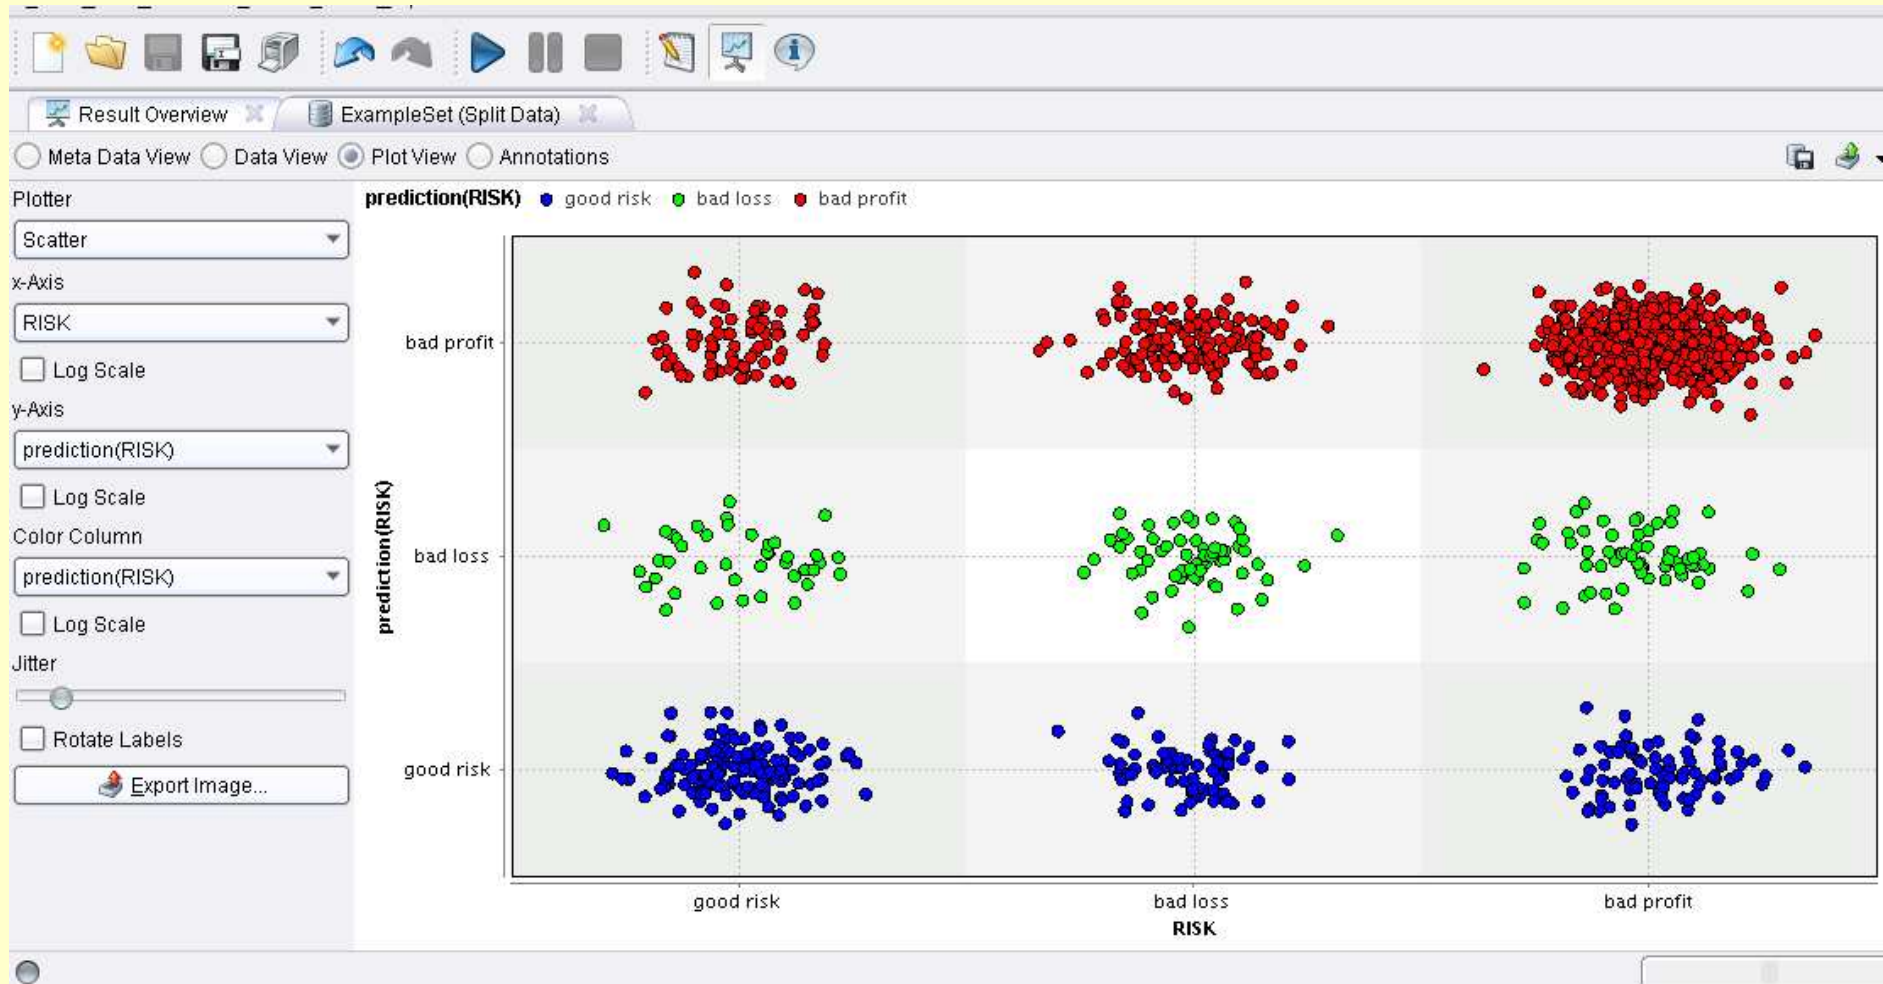 Result Overview
ExampleSet (Split Data)
Meta Data View Data View Plot View Annotations
Plotter
Scatter
x-Axis
RISK
Log Scale
y-Axis
prediction(RISK)
Log Scale
Color Column
prediction(RISK)
Log Scale
Jitter
Rotate Labels
Export Image...
prediction(RISK) good risk bad loss bad profit
prediction(RISK)
bad profit
bad loss
good risk
good risk bad loss bad profit
RISK